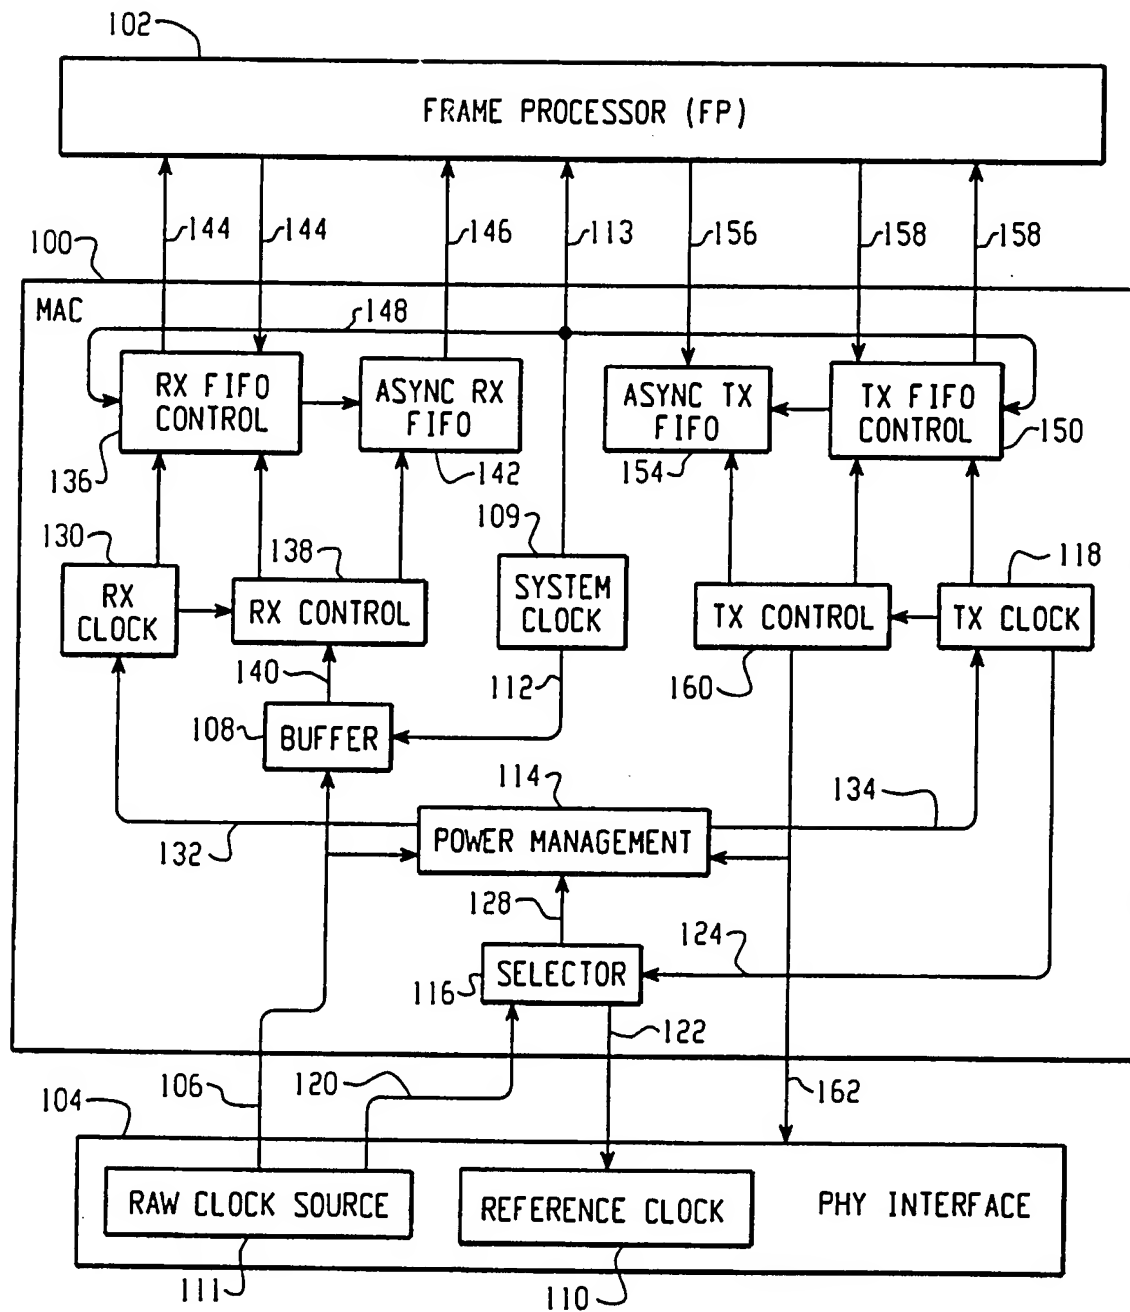 102
FRAME PROCESSOR (FP)
144
144
146
113
156
158
158
100
MAC
148
RX FIFO
CONTROL
ASYNC RX
FIFO
ASYNC TX
FIFO
TX FIFO
CONTROL
136
142
154
150
130
138
109
118
RX
CLOCK
RX CONTROL
SYSTEM
CLOCK
TX CONTROL
TX CLOCK
140
112
160
108
BUFFER
114
134
132
POWER MANAGEMENT
128
124
116
SELECTOR
122
106
120
162
104
RAW CLOCK SOURCE
REFERENCE CLOCK
PHY INTERFACE
111
110